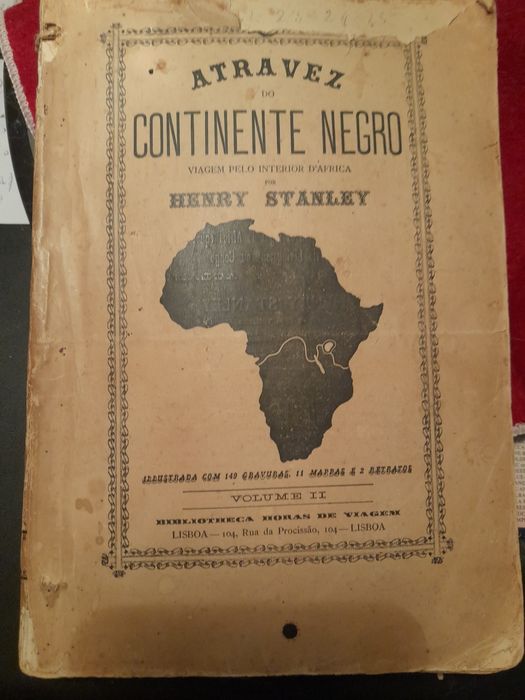 ATRAVEZ
DO
CONTINENTE NEGRO
VIAGEM PELO INTERIOR D'AFRICA
POR
HENRY STANLEY
ILLUSTRADA COM 149 GRAVURAS, 11 MAPPAS E 2 RETRATOS
VOLUME II
BIBLIOTHECA HORAS DE VIAGEM
LISBOA — 104, Rua da Procissão, 104 — LISBOA